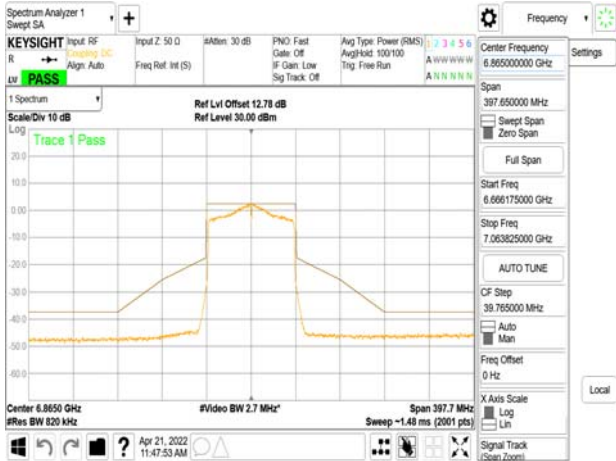 Spectrum Analyzer 1
Swept SA
Frequency
KEYSIGHT
R
LXI
PASS
Input: RF
Coupling: DC
Align: Auto
Input Z: 50 Ω
Freq Ref: Int (S)
#Atten: 30 dB
PNO: Fast
Gate: Off
IF Gain: Low
Sig Track: Off
Avg Type: Power (RMS)
Avg|Hold: 100/100
Trig: Free Run
1 2 3 4 5 6
A W W W W W
A N N N N N
1 Spectrum
Scale/Div 10 dB
Log
Ref Lvl Offset 12.78 dB
Ref Level 30.00 dBm
Trace 1 Pass
20.0
10.0
0.00
-10.0
-20.0
-30.0
-40.0
-50.0
-60.0
Center 6.8650 GHz
#Res BW 820 kHz
#Video BW 2.7 MHz*
Span 397.7 MHz
Sweep ~1.48 ms (2001 pts)
Apr 21, 2022
11:47:53 AM
Center Frequency
6.865000000 GHz
Span
397.650000 MHz
Swept Span
Zero Span
Full Span
Start Freq
6.666175000 GHz
Stop Freq
7.063825000 GHz
AUTO TUNE
CF Step
39.765000 MHz
Auto
Man
Freq Offset
0 Hz
X Axis Scale
Log
Lin
Signal Track
(Span Zoom)
Settings
Local